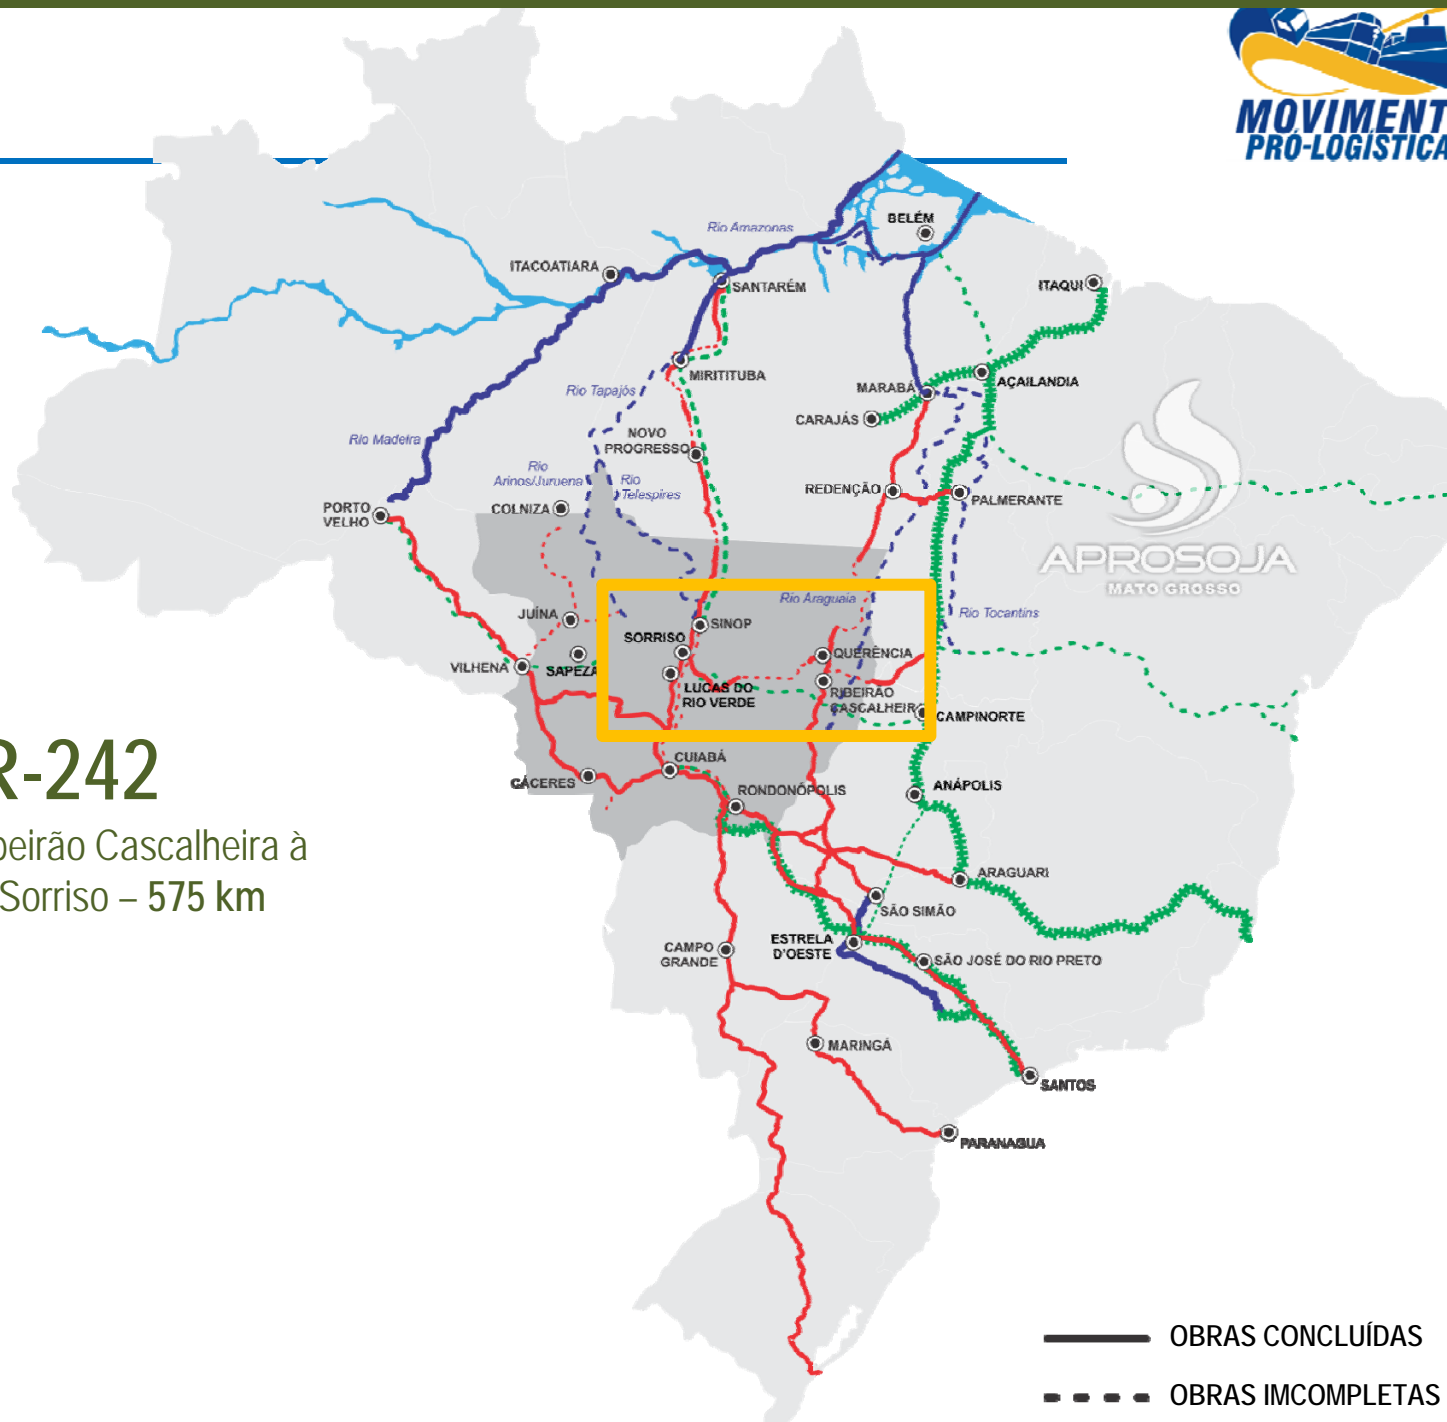 MOVIMENT
PRÓ-LOGÍSTICA
BELÉM
Rio Amazonas
ITACOATIARA
SANTARÉM
ITAQUI
MIRITITUBA
AÇAILANDIA
MARABÁ
Rio Tapajós
CARAJÁS
NOVO
PROGRESSO
Rio Madeira
Rio
Arinos/Juruena
Rio
Telespires
REDENÇÃO
PALMERANTE
PORTO
VELHO
COLNIZA
APROSOJA
MATO GROSSO
Rio Araguaia
Rio Tocantins
JUÍNA
SINOP
SORRISO
QUERÊNCIA
VILHENA
SAPEZA
LUCAS DO
RIO VERDE
RIBEIRÃO
CASCALHEIRA
CAMPINORTE
R-242
CUIABÁ
CÁCERES
ANÁPOLIS
RONDONÓPOLIS
beirão Cascalheira à
Sorriso – 575 km
ARAGUARI
SÃO SIMÃO
CAMPO
GRANDE
ESTRELA
D'OESTE
SÃO JOSÉ DO RIO PRETO
MARINGÁ
SANTOS
PARANAGUA
OBRAS CONCLUÍDAS
OBRAS IMCOMPLETAS